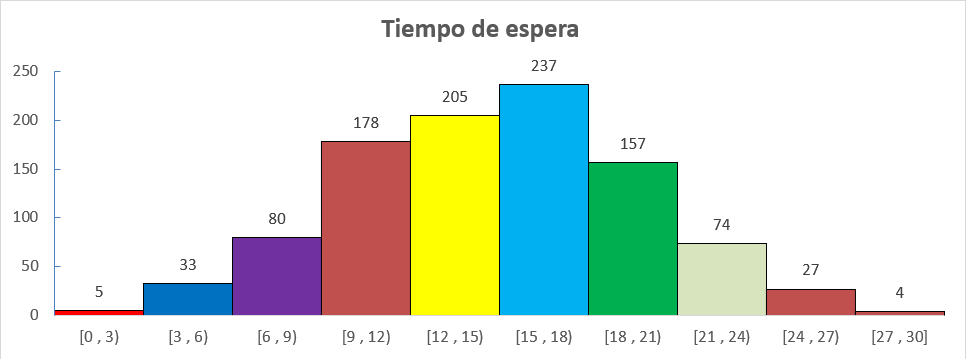 Tiempo de espera
250
200
150
100
50
0
5
33
80
178
205
237
157
74
27
4
[0 , 3)
[3 , 6)
[6 , 9)
[9 , 12)
[12 , 15)
[15 , 18)
[18 , 21)
[21 , 24)
[24 , 27)
[27 , 30]